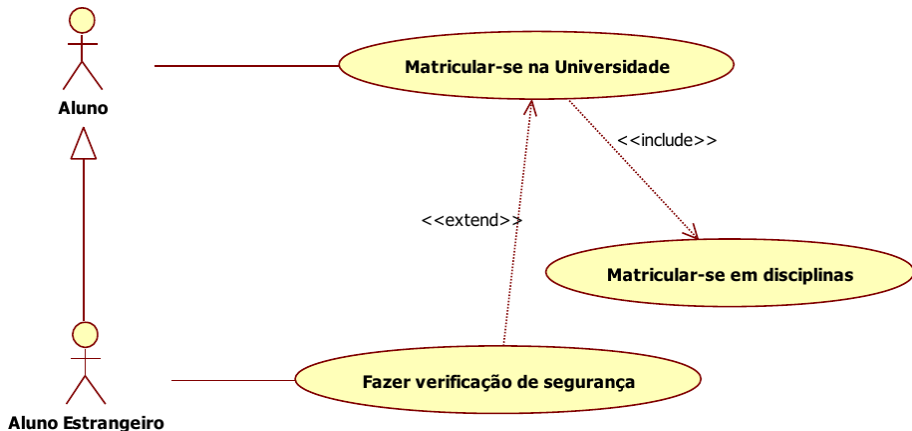 Matricular-se na Universidade
Aluno
<<include>>
<<extend>>
Matricular-se em disciplinas
Fazer verificação de segurança
Aluno Estrangeiro